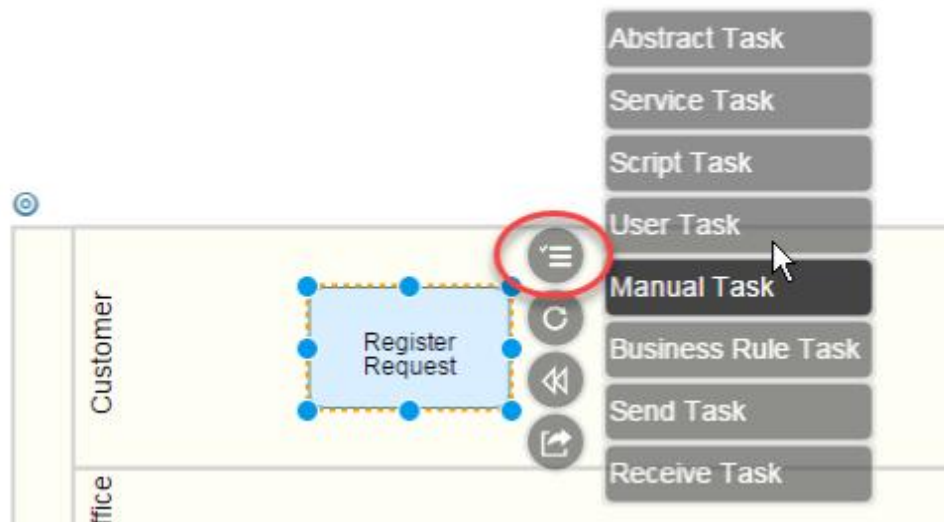 Abstract Task
Service Task
Script Task
User Task
Manual Task
Business Rule Task
Send Task
Receive Task
Customer
Register
Request
ffice